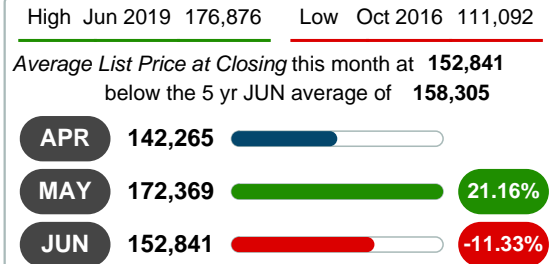 High Jun 2019 176,876 Low Oct 2016 111,092
Average List Price at Closing this month at 152,841
below the 5 yr JUN average of 158,305
APR 142,265
MAY 172,369 21.16%
JUN 152,841 -11.33%